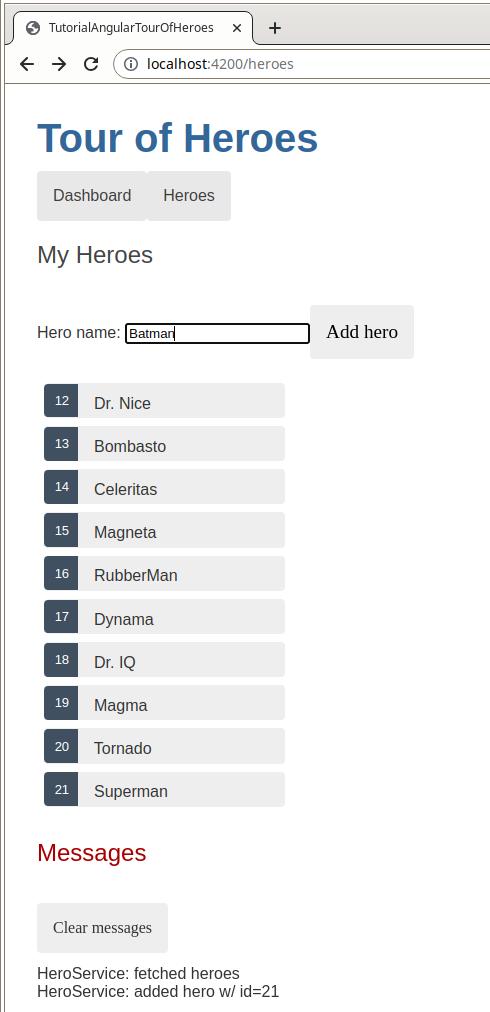 TutorialAngularTourOfHeroes
localhost:4200/heroes
Tour of Heroes
Dashboard Heroes
My Heroes
Hero name: Batman Add hero
12 Dr. Nice
13 Bombasto
14 Celeritas
15 Magneta
16 RubberMan
17 Dynama
18 Dr. IQ
19 Magma
20 Tornado
21 Superman
Messages
Clear messages
HeroService: fetched heroes
HeroService: added hero w/ id=21